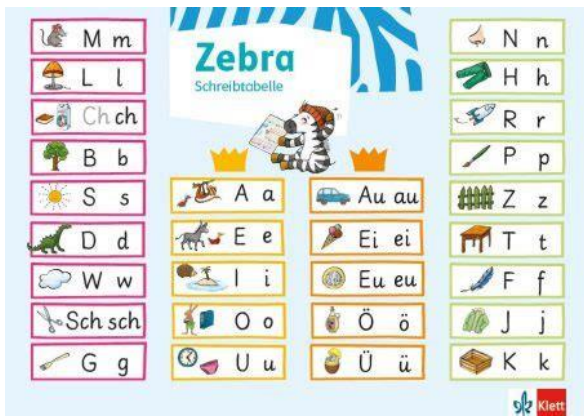 Zebra
Schreibtabelle
M m
L l
Ch ch
B b
S s
D d
W w
Sch sch
G g
A a
E e
I i
O o
U u
Au au
Ei ei
Eu eu
Ö ö
Ü ü
N n
H h
R r
P p
Z z
T t
F f
J j
K k
Klett